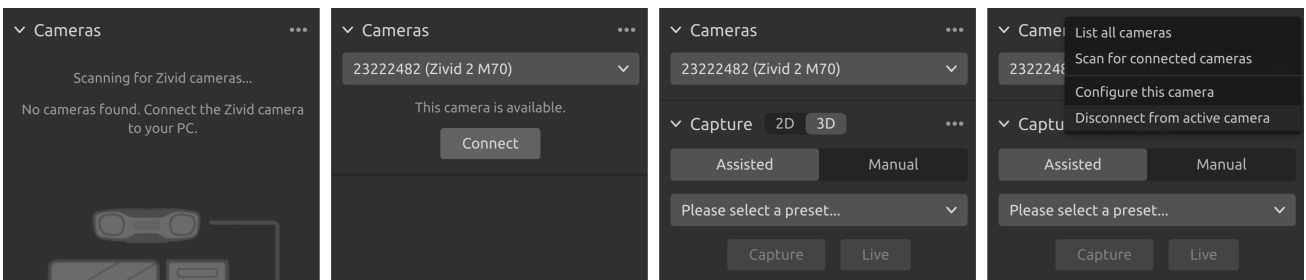 Cameras
Scanning for Zivid cameras...
No cameras found. Connect the Zivid camera
to your PC.
Cameras
23222482 (Zivid 2 M70)
This camera is available.
Connect
Cameras
23222482 (Zivid 2 M70)
Capture 2D 3D
Assisted Manual
Please select a preset...
Capture Live
Came
List all cameras
Scan for connected cameras
2322248
Configure this camera
Disconnect from active camera
Captu
Assisted Manual
Please select a preset...
Capture Live